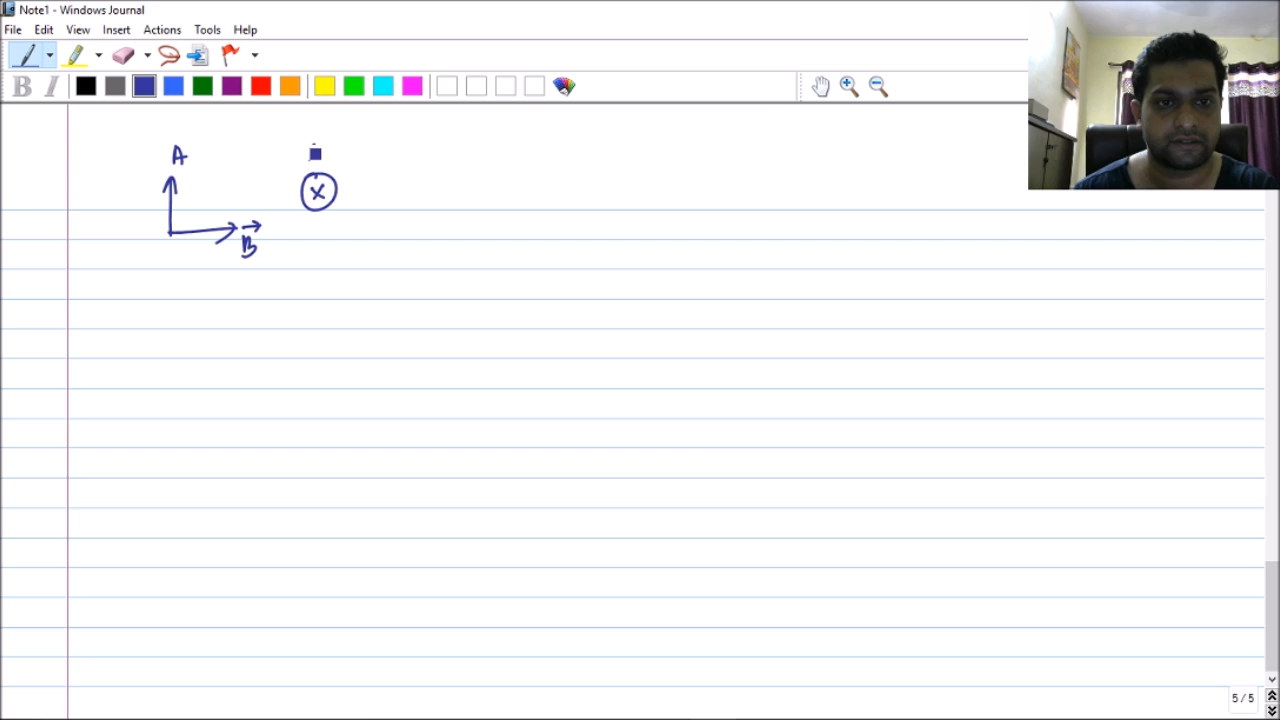 Note1 - Windows Journal
File Edit View Insert Actions Tools Help
B I
A
X
B
5 / 5